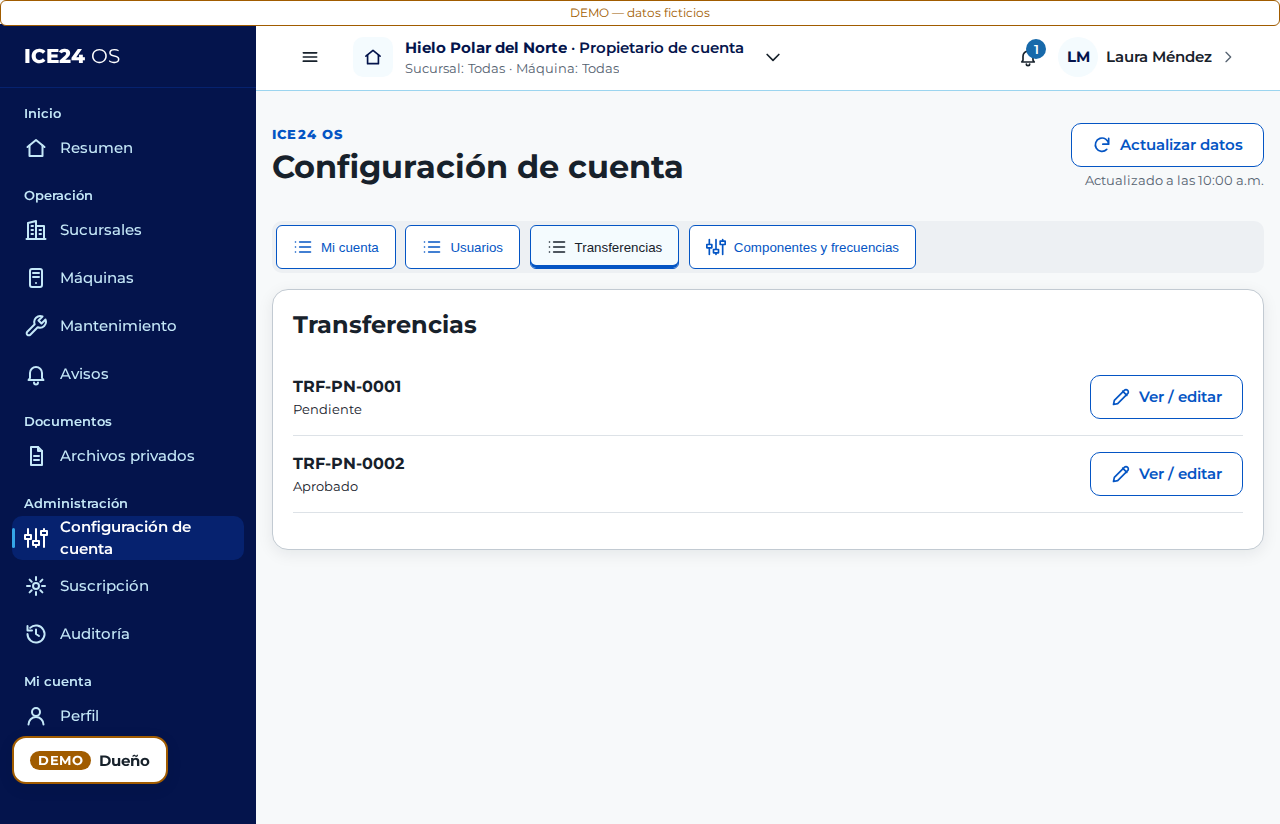 DEMO — datos ficticios
ICE24 OS
Inicio
Resumen
Operación
Sucursales
Máquinas
Mantenimiento
Avisos
Documentos
Archivos privados
Administración
Configuración de
cuenta
Suscripción
Auditoría
Mi cuenta
Perfil
DEMO Dueño
Hielo Polar del Norte · Propietario de cuenta
Sucursal: Todas · Máquina: Todas
1
LM Laura Méndez
ICE24 OS
Configuración de cuenta
Actualizar datos
Actualizado a las 10:00 a.m.
Mi cuenta
Usuarios
Transferencias
Componentes y frecuencias
Transferencias
TRF-PN-0001
Pendiente
Ver / editar
TRF-PN-0002
Aprobado
Ver / editar